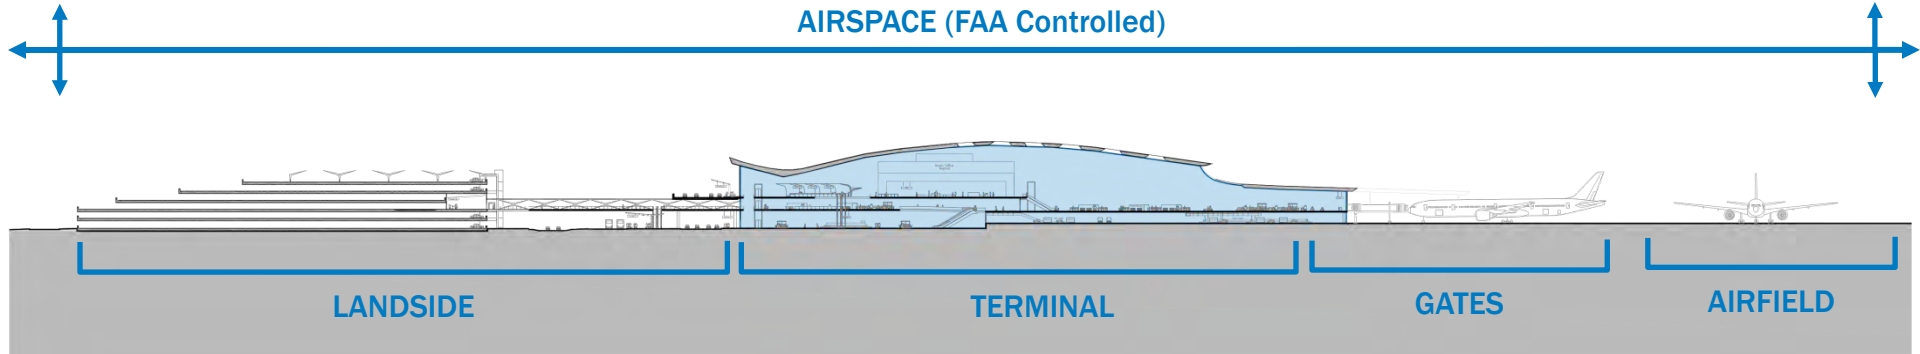 AIRSPACE (FAA Controlled)
LANDSIDE
TERMINAL
GATES
AIRFIELD